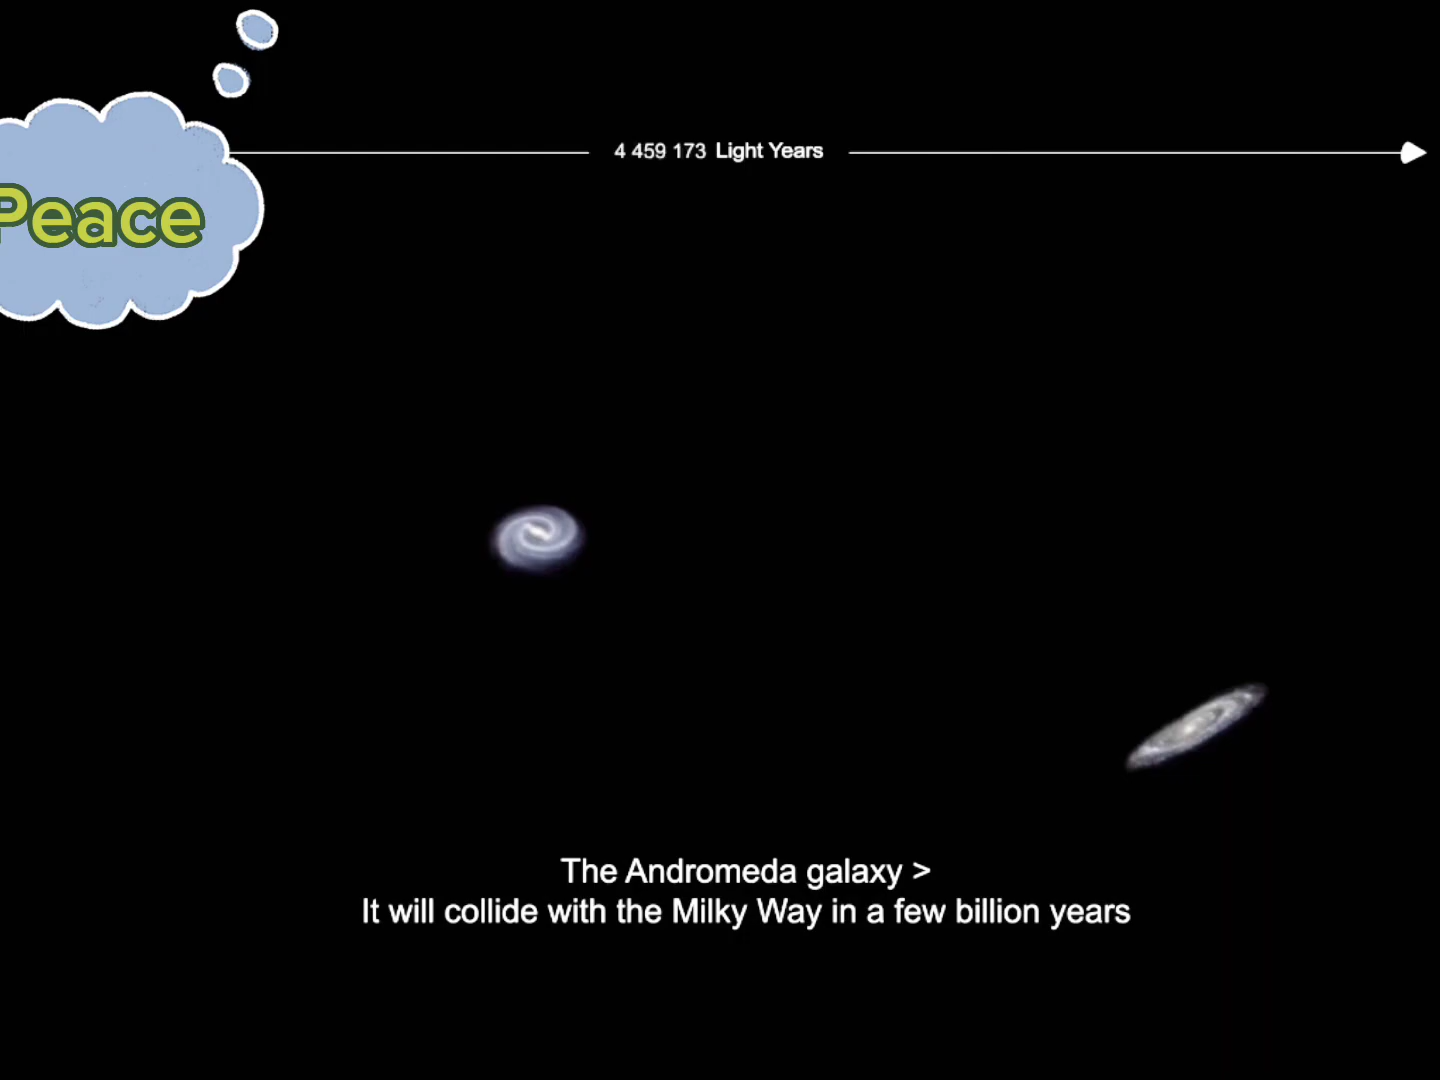 4 459 173 Light Years
Peace
The Andromeda galaxy >
It will collide with the Milky Way in a few billion years